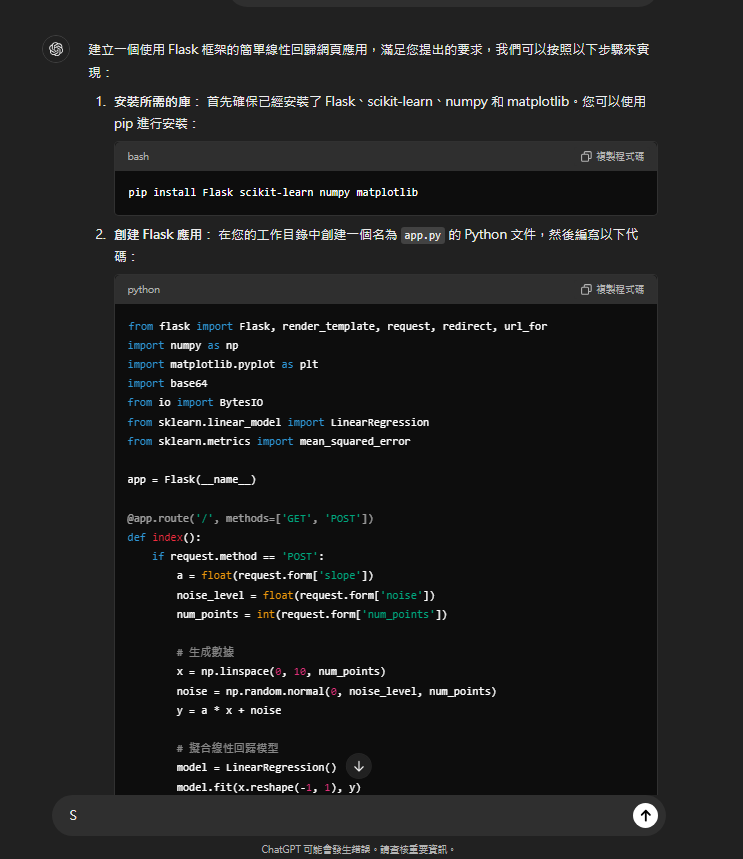 建立一個使用 Flask 框架的簡單線性回歸網頁應用，滿足您提出的要求，我們可以按照以下步驟來實
現：
1. 安裝所需的庫： 首先確保已經安裝了 Flask、scikit-learn、numpy 和 matplotlib。您可以使用
pip 進行安裝：
bash 複製程式碼
pip install Flask scikit-learn numpy matplotlib
2. 創建 Flask 應用： 在您的工作目錄中創建一個名為 app.py 的 Python 文件，然後編寫以下代
碼：
python 複製程式碼
from flask import Flask, render_template, request, redirect, url_for
import numpy as np
import matplotlib.pyplot as plt
import base64
from io import BytesIO
from sklearn.linear_model import LinearRegression
from sklearn.metrics import mean_squared_error
app = Flask(__name__)
@app.route('/', methods=['GET', 'POST'])
def index():
if request.method == 'POST':
a = float(request.form['slope'])
noise_level = float(request.form['noise'])
num_points = int(request.form['num_points'])
# 生成數據
x = np.linspace(0, 10, num_points)
noise = np.random.normal(0, noise_level, num_points)
y = a * x + noise
# 擬合線性回歸模型
model = LinearRegression()
model.fit(x.reshape(-1, 1), y)
S
ChatGPT 可能會發生錯誤。請查核重要資訊。